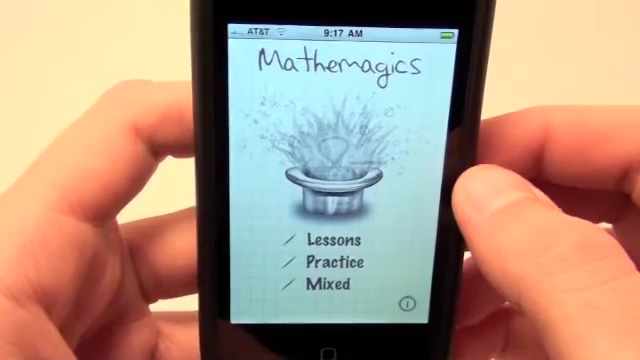 AT&T 9:17 AM
Mathemagics
Lessons
Practice
Mixed
i